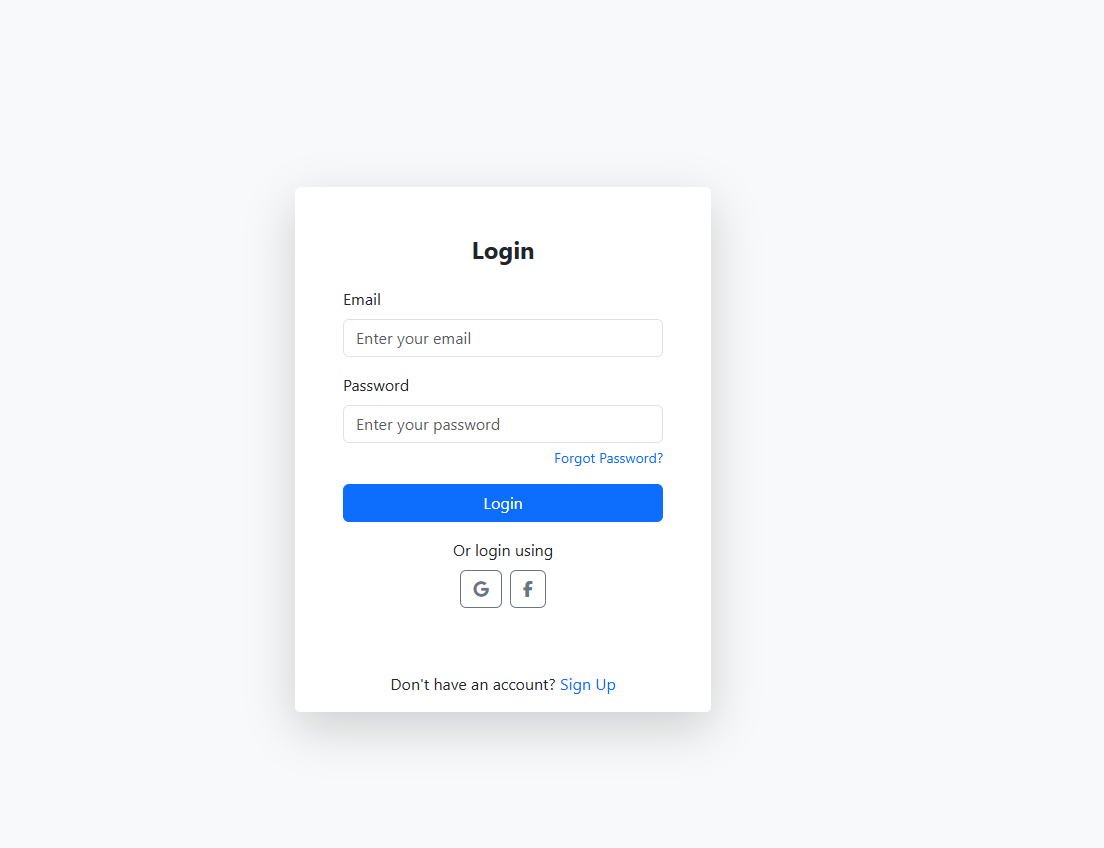 Login
Email
Enter your email
Password
Enter your password
Forgot Password?
Login
Or login using
G f
Don't have an account? Sign Up